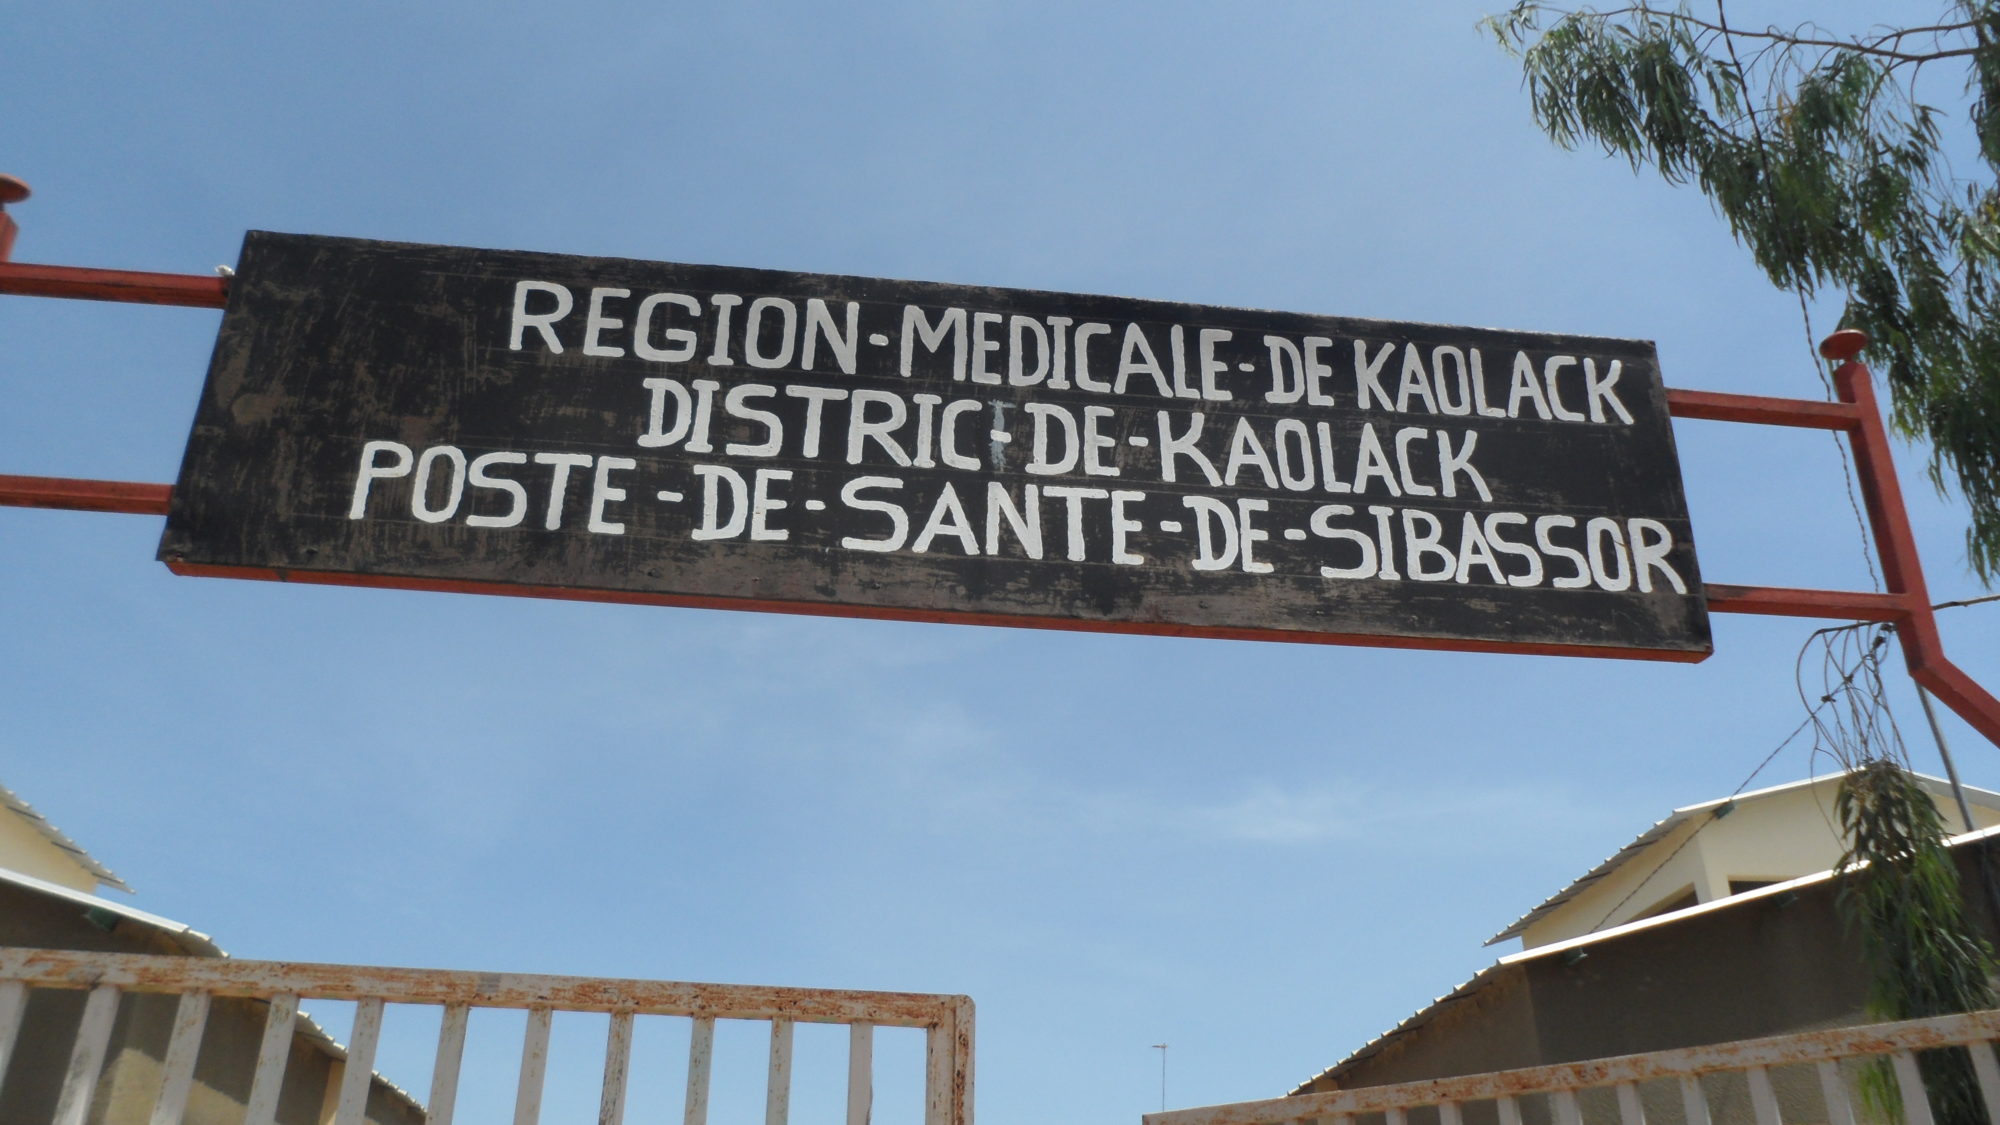 REGION-MEDICALE-DE KAOLACK
DISTRIC-DE-KAOLACK
POSTE-DE-SANTE-DE-SIBASSOR